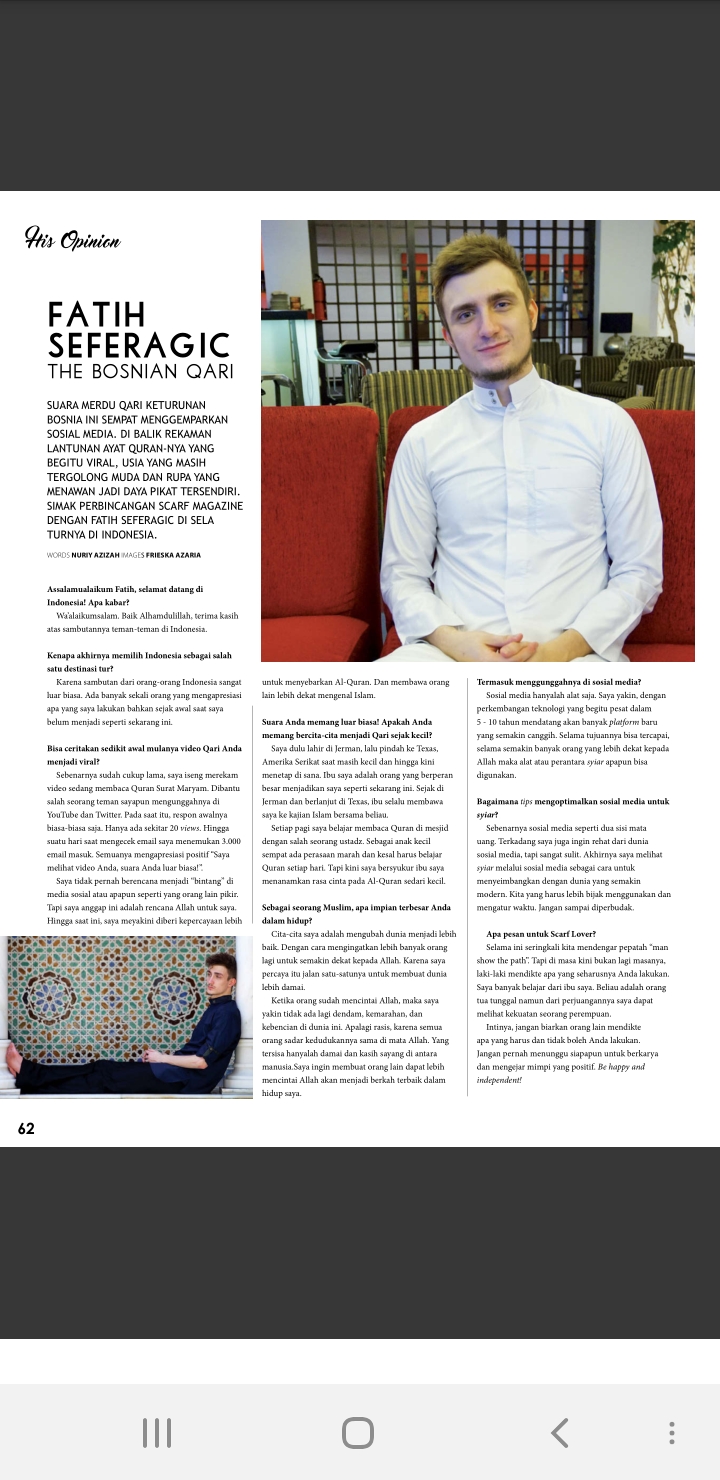 His Opinion
FATIH
SEFERAGIC
THE BOSNIAN QARI
SUARA MERDU QARI KETURUNAN
BOSNIA INI SEMPAT MENGGEMPARKAN
SOSIAL MEDIA. DI BALIK REKAMAN
LANTUNAN AYAT QURAN-NYA YANG
BEGITU VIRAL, USIA YANG MASIH
TERGOLONG MUDA DAN RUPA YANG
MENAWAN JADI DAYA PIKAT TERSENDIRI.
SIMAK PERBINCANGAN SCARF MAGAZINE
DENGAN FATIH SEFERAGIC DI SELA
TURNYA DI INDONESIA.
WORDS NURIY AZIZAH IMAGES FRIESKA AZARIA
Assalamualaikum Fatih, selamat datang di
Indonesia! Apa kabar?
Wa'alaikumsalam. Baik Alhamdulillah, terima kasih
atas sambutannya teman-teman di Indonesia.
Kenapa akhirnya memilih Indonesia sebagai salah
satu destinasi tur?
Karena sambutan dari orang-orang Indonesia sangat
luar biasa. Ada banyak sekali orang yang mengapresiasi
apa yang saya lakukan bahkan sejak awal saat saya
belum menjadi seperti sekarang ini.
Bisa ceritakan sedikit awal mulanya video Qari Anda
menjadi viral?
Sebenarnya sudah cukup lama, saya iseng merekam
video sedang membaca Quran Surat Maryam. Dibantu
salah seorang teman sayapun mengunggahnya di
YouTube dan Twitter. Pada saat itu, respon awalnya
biasa-biasa saja. Hanya ada sekitar 20 views. Hingga
suatu hari saat mengecek email saya menemukan 3.000
email masuk. Semuanya mengapresiasi positif "Saya
melihat video Anda, suara Anda luar biasa!".
Saya tidak pernah berencana menjadi "bintang" di
media sosial atau apapun seperti yang orang lain pikir.
Tapi saya anggap ini adalah rencana Allah untuk saya.
Hingga saat ini, saya meyakini diberi kepercayaan lebih
untuk menyebarkan Al-Quran. Dan membawa orang
lain lebih dekat mengenal Islam.
Suara Anda memang luar biasa! Apakah Anda
memang bercita-cita menjadi Qari sejak kecil?
Saya dulu lahir di Jerman, lalu pindah ke Texas,
Amerika Serikat saat masih kecil dan hingga kini
menetap di sana. Ibu saya adalah orang yang berperan
besar menjadikan saya seperti sekarang ini. Sejak di
Jerman dan berlanjut di Texas, ibu selalu membawa
saya ke kajian Islam bersama beliau.
Setiap pagi saya belajar membaca Quran di mesjid
dengan salah seorang ustadz. Sebagai anak kecil
sempat ada perasaan marah dan kesal harus belajar
Quran setiap hari. Tapi kini saya bersyukur ibu saya
menanamkan rasa cinta pada Al-Quran sedari kecil.
Sebagai seorang Muslim, apa impian terbesar Anda
dalam hidup?
Cita-cita saya adalah mengubah dunia menjadi lebih
baik. Dengan cara mengingatkan lebih banyak orang
lagi untuk semakin dekat kepada Allah. Karena saya
percaya itu jalan satu-satunya untuk membuat dunia
lebih damai.
Ketika orang sudah mencintai Allah, maka saya
yakin tidak ada lagi dendam, kemarahan, dan
kebencian di dunia ini. Apalagi rasis, karena semua
orang sadar kedudukannya sama di mata Allah. Yang
tersisa hanyalah damai dan kasih sayang di antara
manusia.Saya ingin membuat orang lain dapat lebih
mencintai Allah akan menjadi berkah terbaik dalam
hidup saya.
Termasuk menggunggahnya di sosial media?
Sosial media hanyalah alat saja. Saya yakin, dengan
perkembangan teknologi yang begitu pesat dalam
5 - 10 tahun mendatang akan banyak platform baru
yang semakin canggih. Selama tujuannya bisa tercapai,
selama semakin banyak orang yang lebih dekat kepada
Allah maka alat atau perantara syiar apapun bisa
digunakan.
Bagaimana tips mengoptimalkan sosial media untuk
syiar?
Sebenarnya sosial media seperti dua sisi mata
uang. Terkadang saya juga ingin rehat dari dunia
sosial media, tapi sangat sulit. Akhirnya saya melihat
syiar melalui sosial media sebagai cara untuk
menyeimbangkan dengan dunia yang semakin
modern. Kita yang harus lebih bijak menggunakan dan
mengatur waktu. Jangan sampai diperbudak.
Apa pesan untuk Scarf Lover?
Selama ini seringkali kita mendengar pepatah "man
show the path". Tapi di masa kini bukan lagi masanya,
laki-laki mendikte apa yang seharusnya Anda lakukan.
Saya banyak belajar dari ibu saya. Beliau adalah orang
tua tunggal namun dari perjuangannya saya dapat
melihat kekuatan seorang perempuan.
Intinya, jangan biarkan orang lain mendikte
apa yang harus dan tidak boleh Anda lakukan.
Jangan pernah menunggu siapapun untuk berkarya
dan mengejar mimpi yang positif. Be happy and
independent!
62